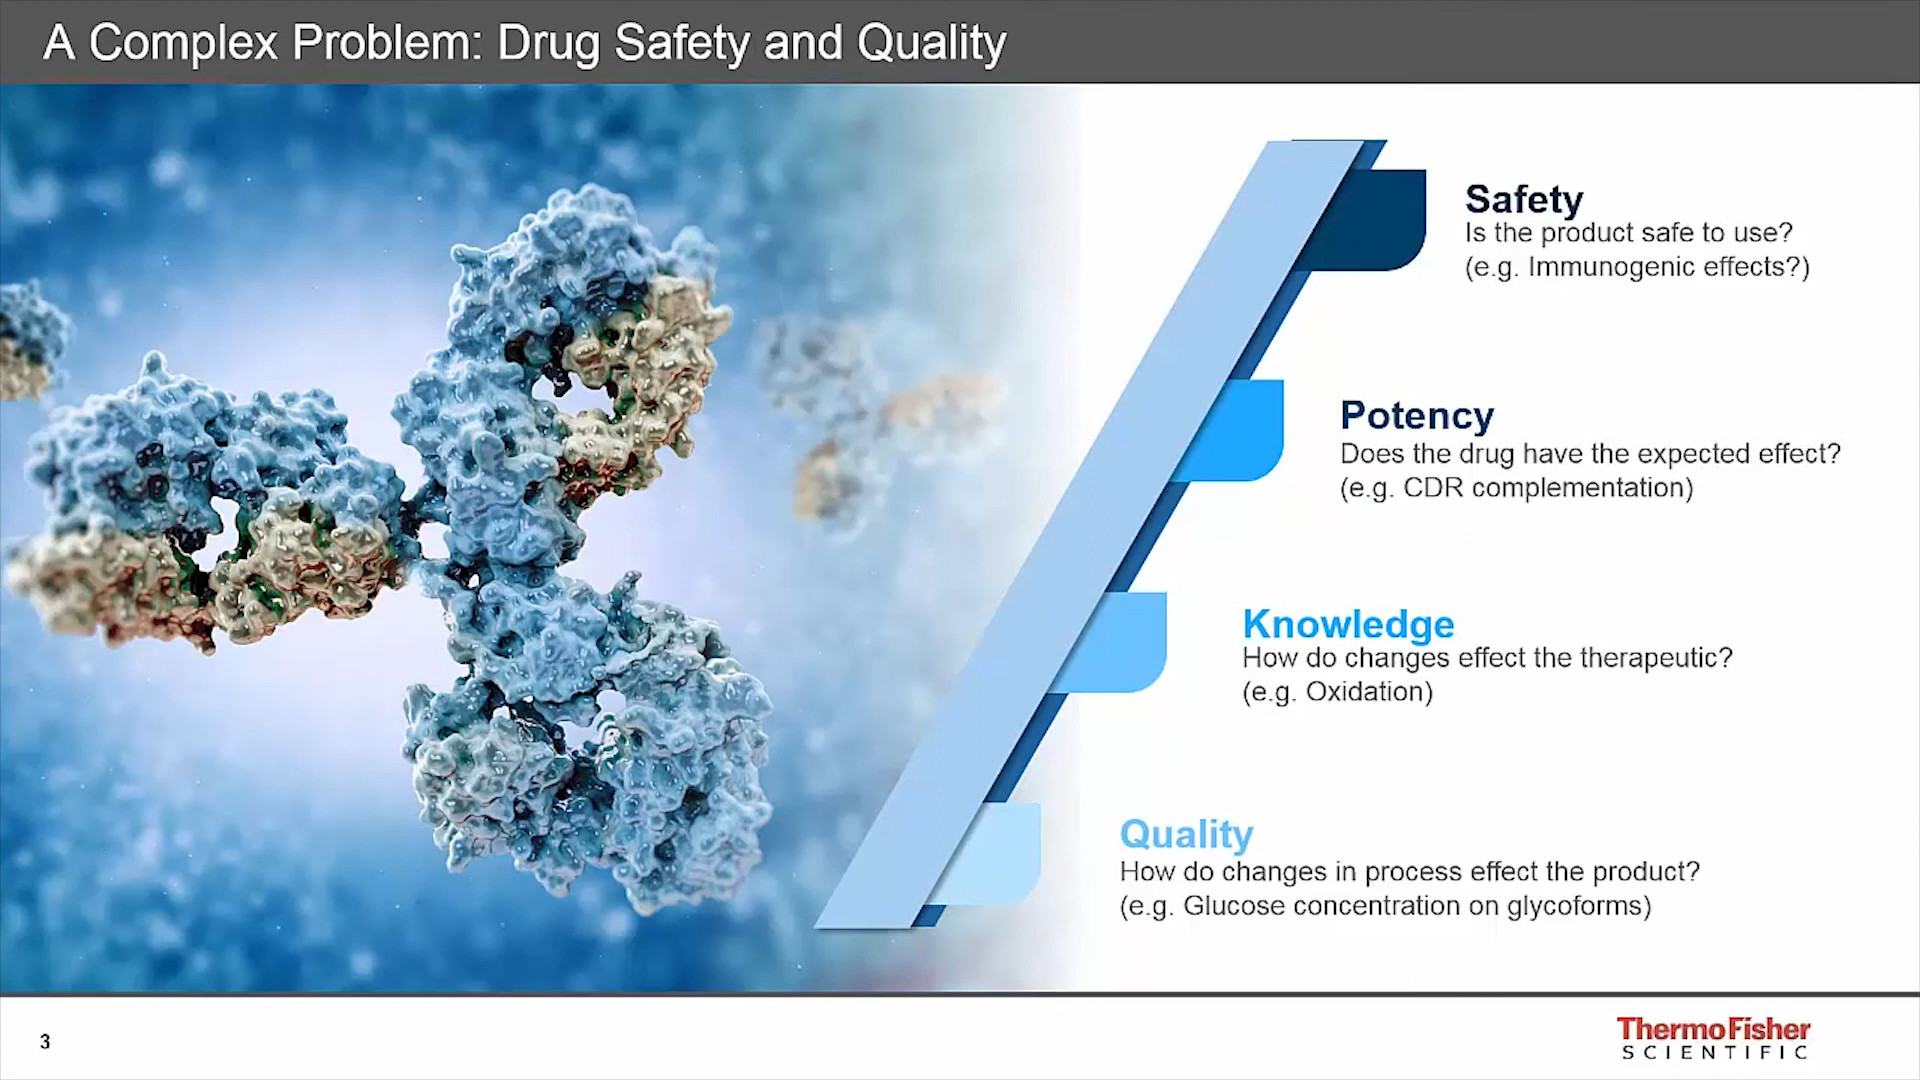 A Complex Problem: Drug Safety and Quality
Safety
Is the product safe to use?
(e.g. Immunogenic effects?)
Potency
Does the drug have the expected effect?
(e.g. CDR complementation)
Knowledge
How do changes effect the therapeutic?
(e.g. Oxidation)
Quality
How do changes in process effect the product?
(e.g. Glucose concentration on glycoforms)
3
ThermoFisher
SCIENTIFIC